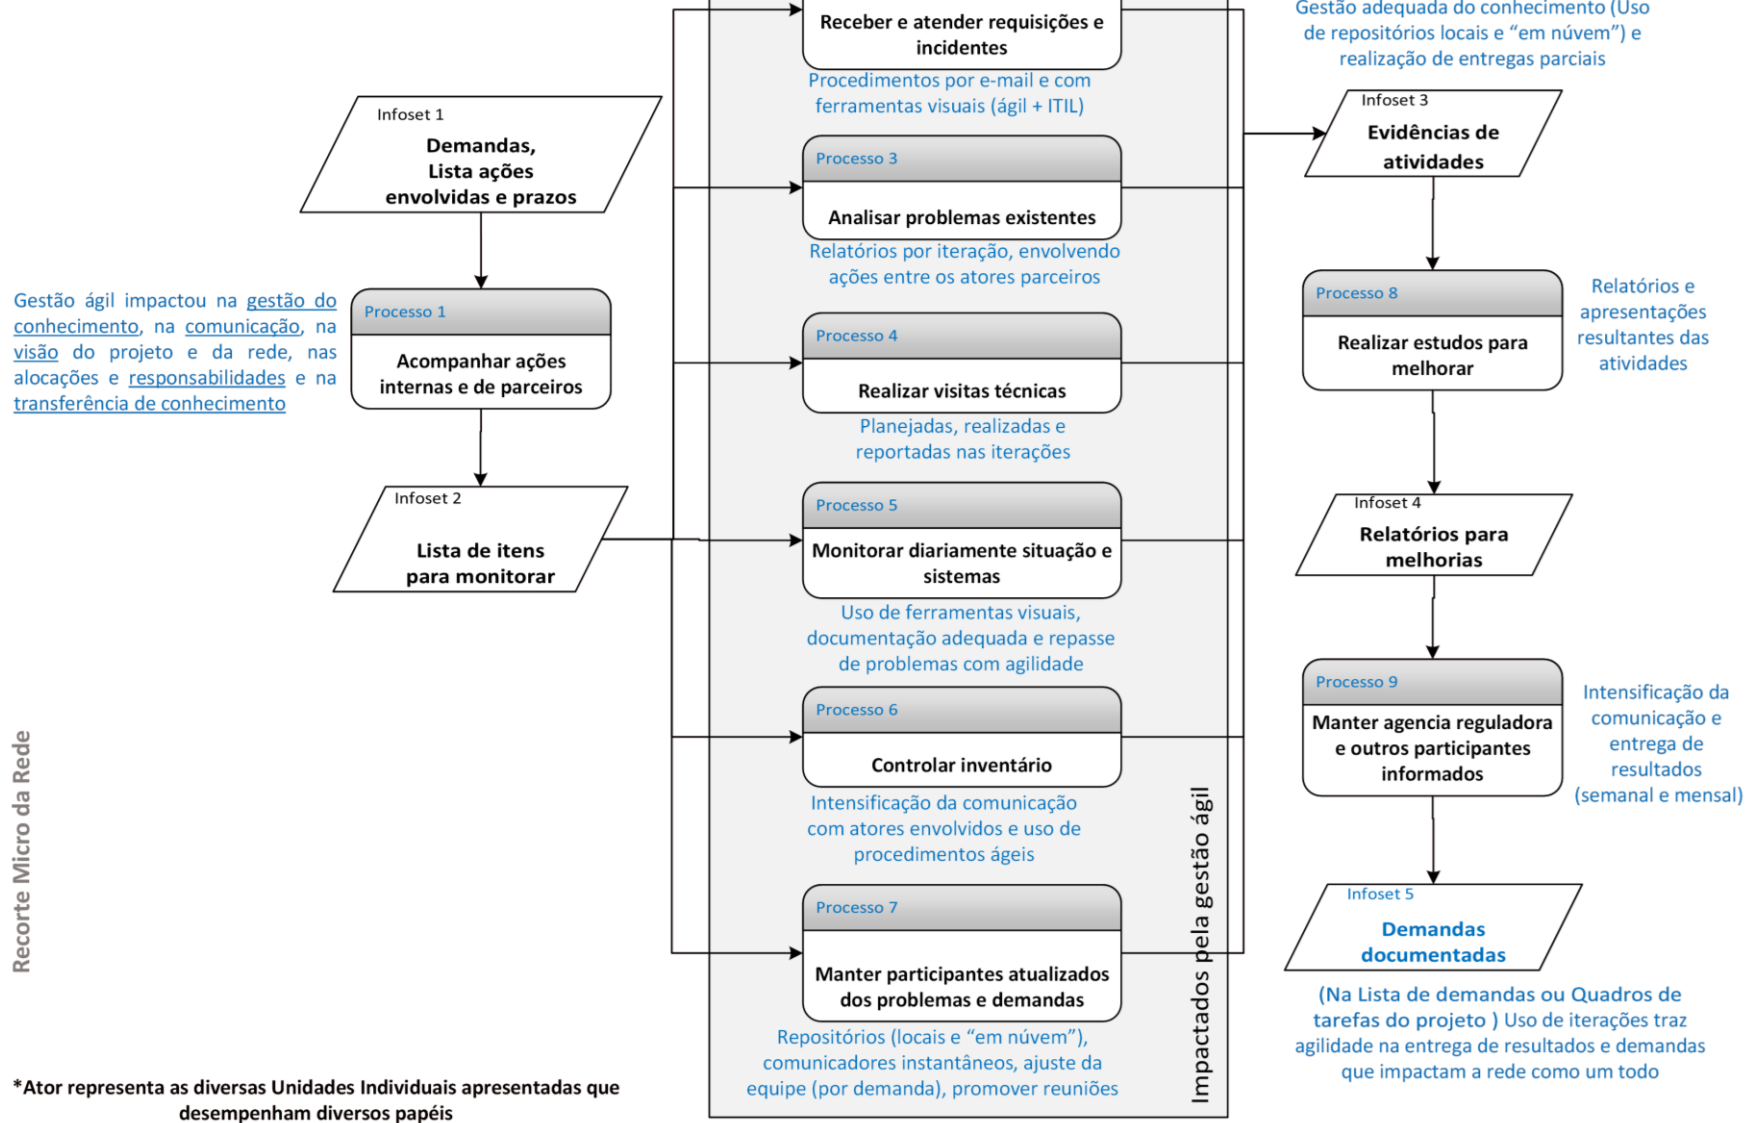 Receber e atender requisições e
incidentes
Procedimentos por e-mail e com
ferramentas visuais (ágil + ITIL)
Gestão adequada do conhecimento (Uso
de repositórios locais e “em núvem”) e
realização de entregas parciais
Infoset 1
Demandas,
Lista ações
envolvidas e prazos
Gestão ágil impactou na gestão do
conhecimento, na comunicação, na
visão do projeto e da rede, nas
alocações e responsabilidades e na
transferência de conhecimento
Processo 1
Acompanhar ações
internas e de parceiros
Infoset 2
Lista de itens
para monitorar
Processo 3
Analisar problemas existentes
Relatórios por iteração, envolvendo
ações entre os atores parceiros
Processo 4
Realizar visitas técnicas
Planejadas, realizadas e
reportadas nas iterações
Processo 5
Monitorar diariamente situação e
sistemas
Uso de ferramentas visuais,
documentação adequada e repasse
de problemas com agilidade
Processo 6
Controlar inventário
Intensificação da comunicação
com atores envolvidos e uso de
procedimentos ágeis
Processo 7
Manter participantes atualizados
dos problemas e demandas
Repositórios (locais e “em núvem”),
comunicadores instantâneos, ajuste da
equipe (por demanda), promover reuniões
Impactados pela gestão ágil
Infoset 3
Evidências de
atividades
Processo 8
Realizar estudos para
melhorar
Relatórios e
apresentações
resultantes das
atividades
Infoset 4
Relatórios para
melhorias
Processo 9
Manter agencia reguladora
e outros participantes
informados
Intensificação da
comunicação e
entrega de
resultados
(semanal e mensal)
Infoset 5
Demandas
documentadas
(Na Lista de demandas ou Quadros de
tarefas do projeto ) Uso de iterações traz
agilidade na entrega de resultados e demandas
que impactam a rede como um todo
Recorte Micro da Rede
*Ator representa as diversas Unidades Individuais apresentadas que
desempenham diversos papéis